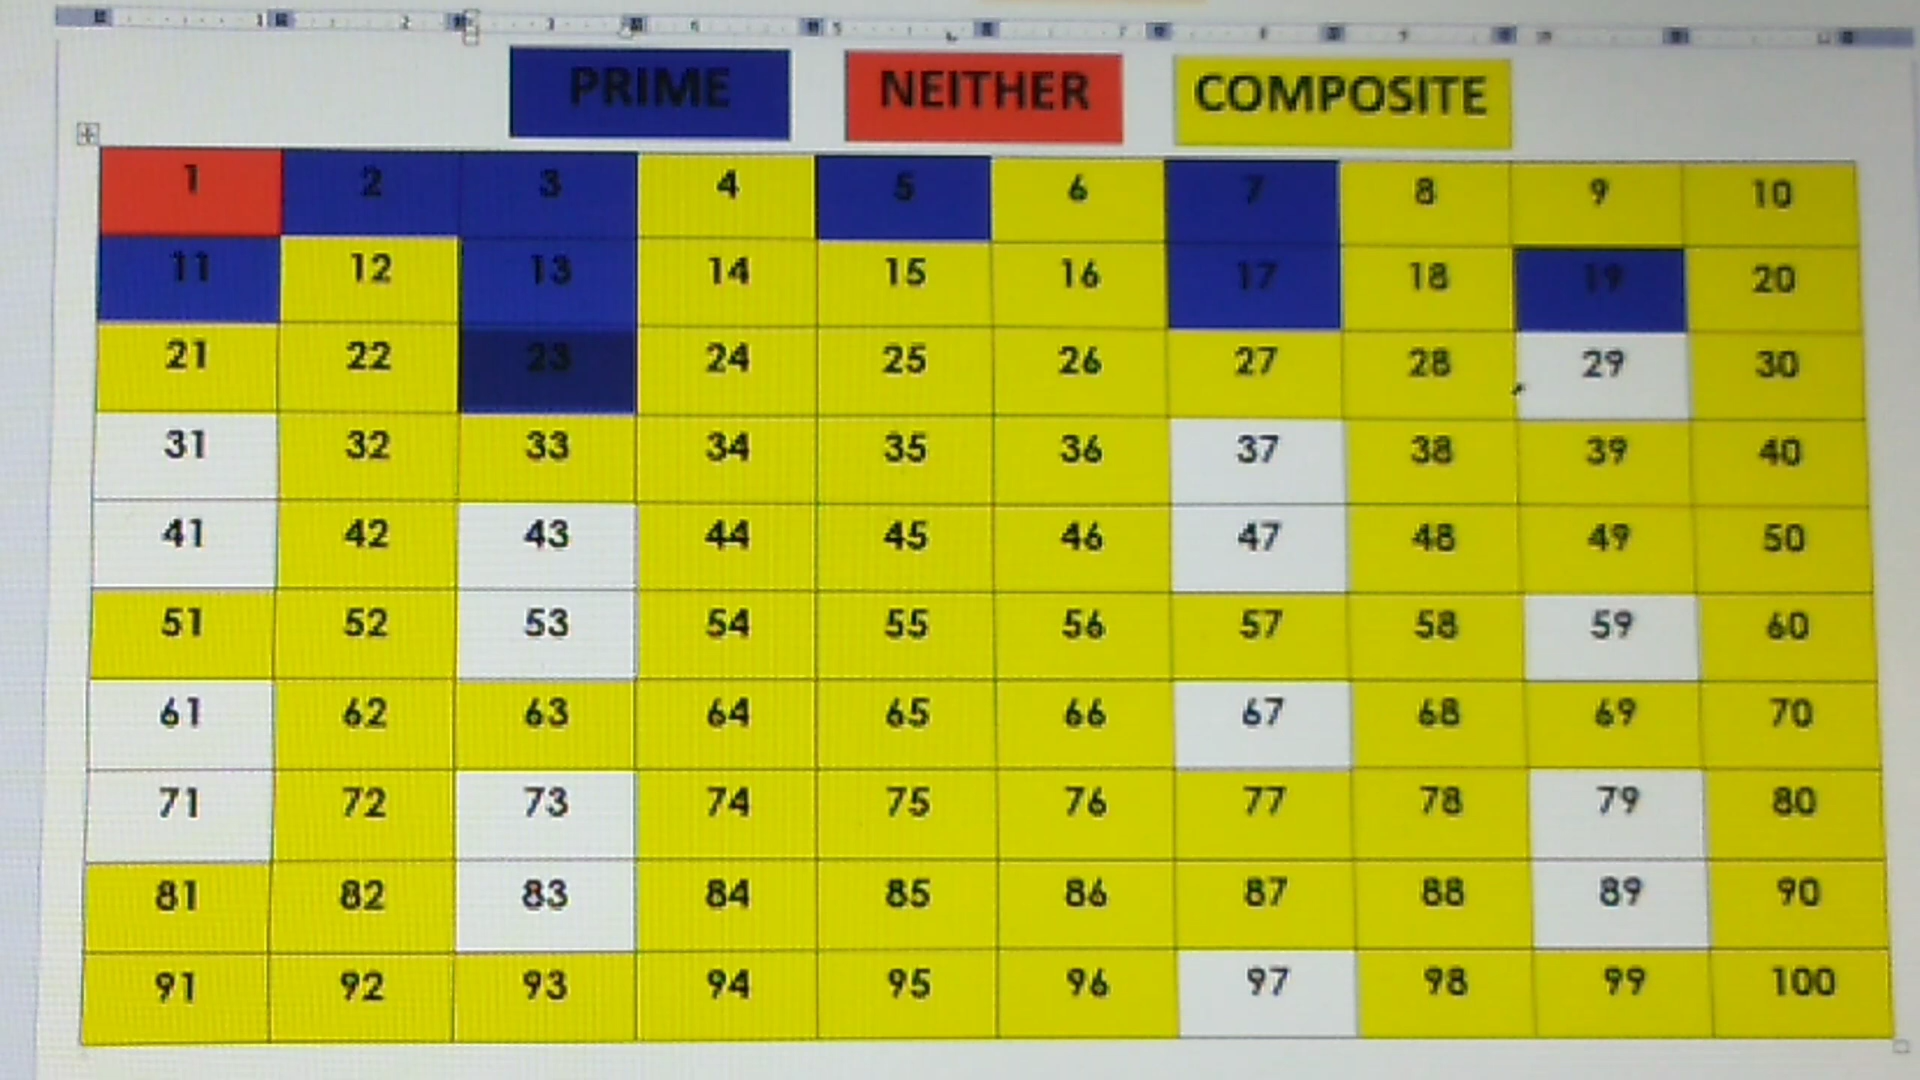 PRIME NEITHER COMPOSITE
1 2 3 4 5 6 7 8 9 10
11 12 13 14 15 16 17 18 19 20
21 22 23 24 25 26 27 28 29 30
31 32 33 34 35 36 37 38 39 40
41 42 43 44 45 46 47 48 49 50
51 52 53 54 55 56 57 58 59 60
61 62 63 64 65 66 67 68 69 70
71 72 73 74 75 76 77 78 79 80
81 82 83 84 85 86 87 88 89 90
91 92 93 94 95 96 97 98 99 100